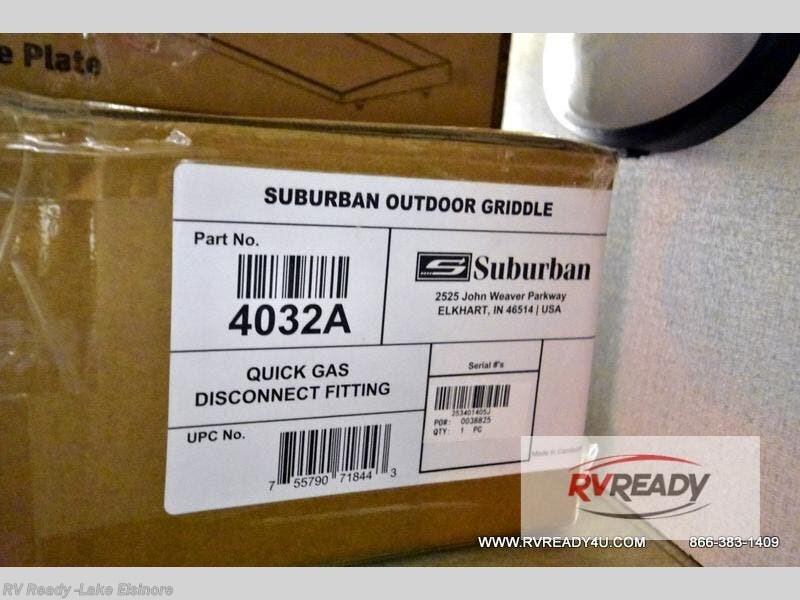 e Plate
SUBURBAN OUTDOOR GRIDDLE
Part No.
4032A
Suburban
2525 John Weaver Parkway
ELKHART, IN 46514 | USA
QUICK GAS
DISCONNECT FITTING
Serial #'s
253401405J
PO#: 0038825
QTY: 1 PC
UPC No.
7 55790 71844 3
RVREADY
WWW.RVREADY4U.COM 866-383-1409
RV Ready -Lake Elsinore